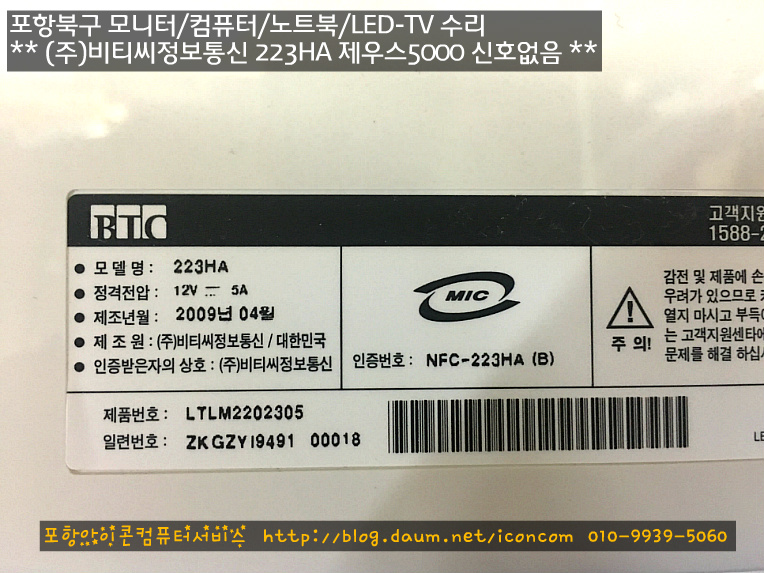 포항북구 모니터/컴퓨터/노트북/LED-TV 수리
** (주)비티씨정보통신 223HA 제우스5000 신호없음 **
BTC
고객지원
1588-2
● 모 델 명 : 223HA
● 정격전압 : 12V ⎓ 5A
● 제조년월 : 2009년 04월
● 제 조 원 : (주)비티씨정보통신 / 대한민국
● 인증받은자의 상호 : (주)비티씨정보통신
MIC
인증번호 : NFC-223HA (B)
주 의!
감전 및 제품에 손
우려가 있으므로
열지 마시고 부득이
는 고객지원센타에
문제를 해결 하십시
제품번호 : LTLM2202305
일련번호 : ZKGZYI9491 00018
LE
포항아이콘컴퓨터서비스 http://blog.daum.net/iconcom 010-9939-5060